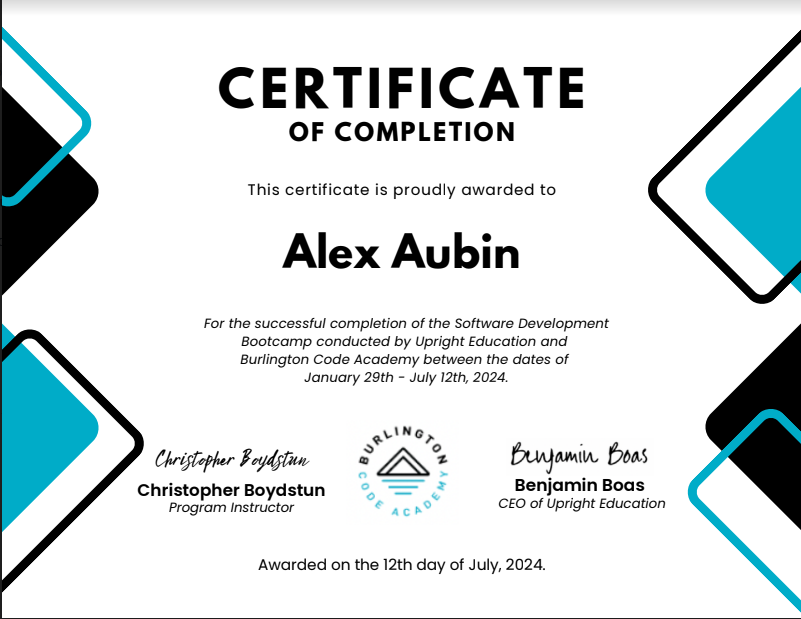 CERTIFICATE
OF COMPLETION
This certificate is proudly awarded to
Alex Aubin
For the successful completion of the Software Development
Bootcamp conducted by Upright Education and
Burlington Code Academy between the dates of
January 29th - July 12th, 2024.
Christopher Boydstun
Christopher Boydstun
Program Instructor
BURLINGTON
CODE ACADEMY
Benjamin Boas
Benjamin Boas
CEO of Upright Education
Awarded on the 12th day of July, 2024.